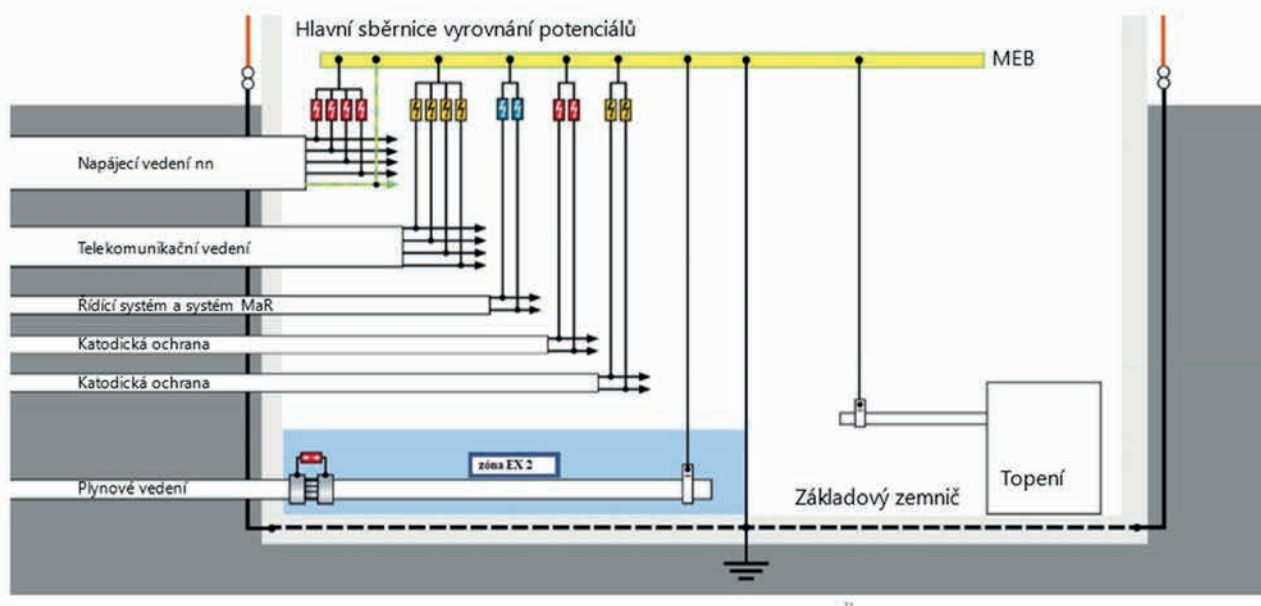 Hlavní sběrnice vyrovnání potenciálů
MEB
Napájecí vedení nn
Telekomunikační vedení
Řídící systém a systém MaR
Katodická ochrana
Katodická ochrana
zóna EX 2
Plynové vedení
Základový zemnič
Topení